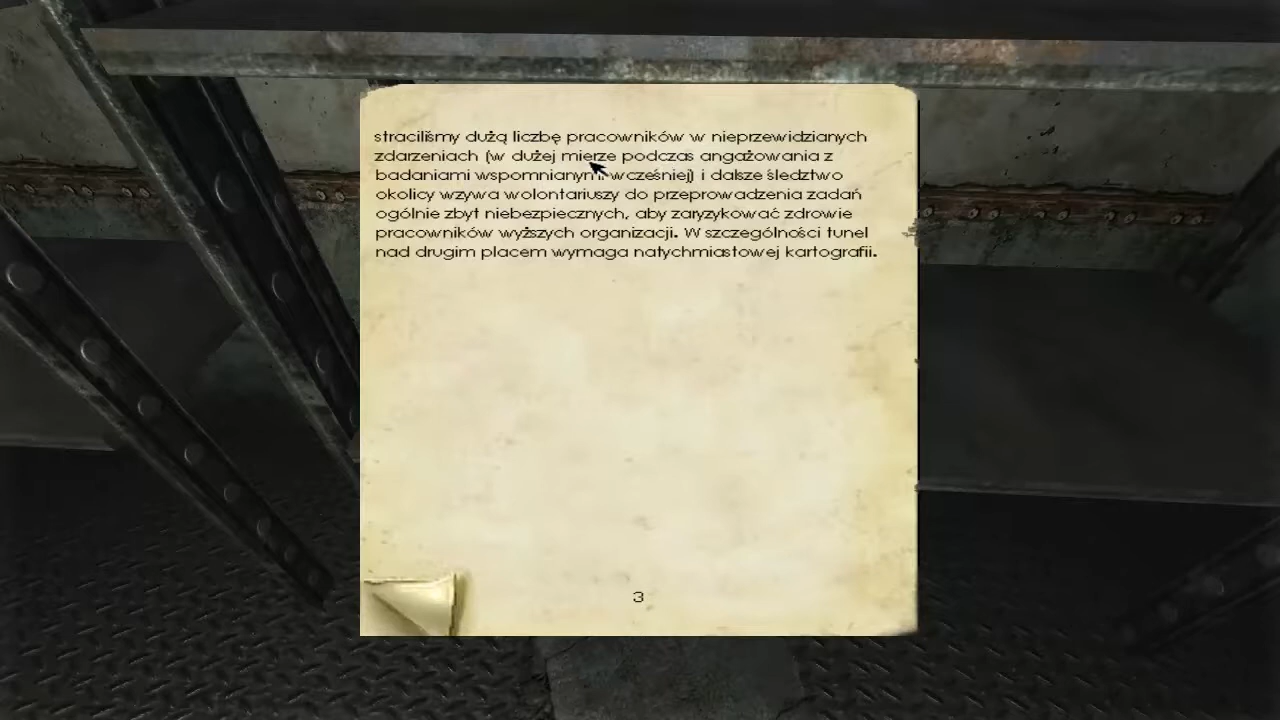 straciliśmy dużą liczbę pracowników w nieprzewidzianych
zdarzeniach (w dużej mierze podczas angażowania z
badaniami wspomnianymi wcześniej) i dalsze śledztwo
okolicy wzywa wolontariuszy do przeprowadzenia zadań
ogólnie zbyt niebezpiecznych, aby zaryzykować zdrowie
pracowników wyższych organizacji. W szczególności tunel
nad drugim placem wymaga natychmiastowej kartografii.
3